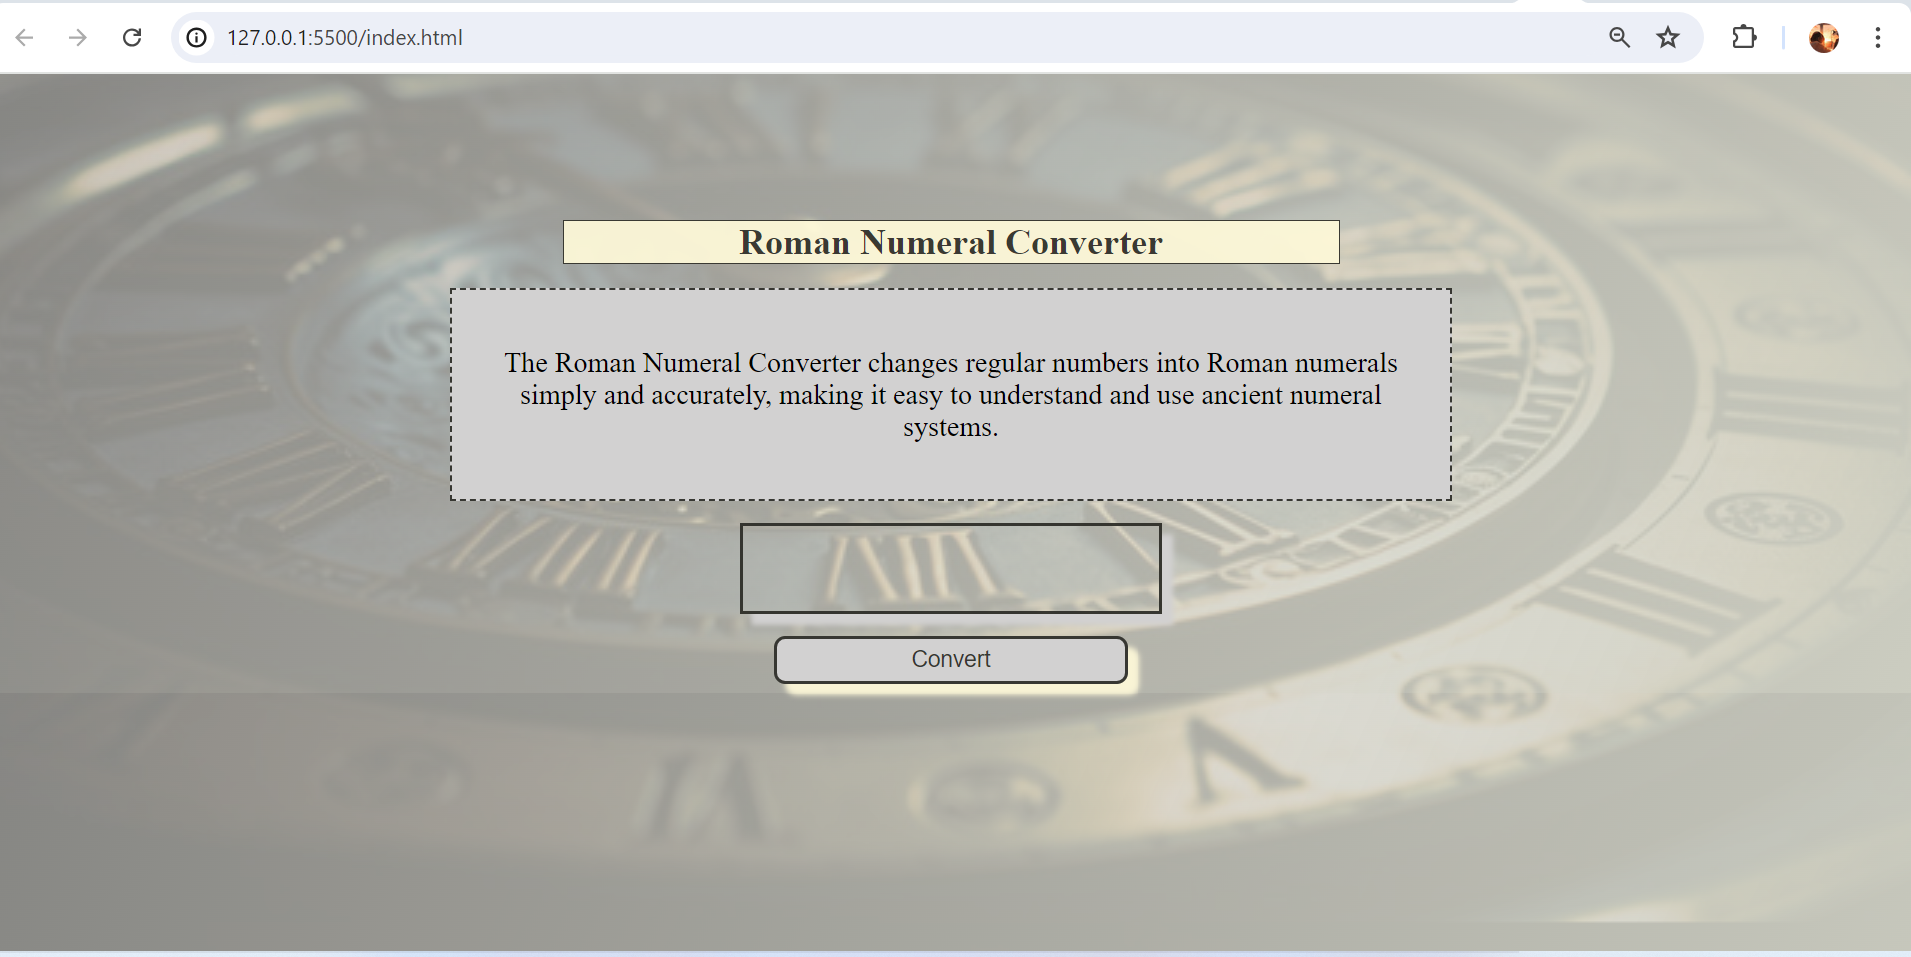 127.0.0.1:5500/index.html
Roman Numeral Converter
The Roman Numeral Converter changes regular numbers into Roman numerals
simply and accurately, making it easy to understand and use ancient numeral
systems.
Convert